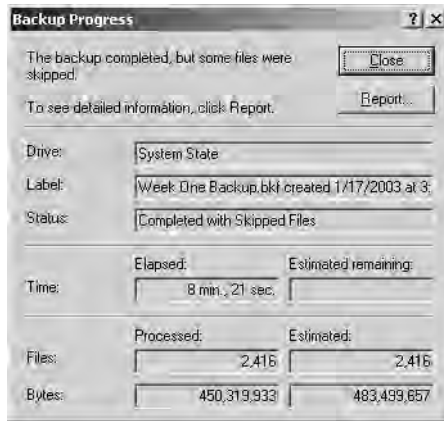 Backup Progress
The backup completed, but some files were
skipped.
Close
To see detailed information, click Report.
Report...
Drive: System State
Label: Week One Backup.bkf created 1/17/2003 at 3:
Status: Completed with Skipped Files
Elapsed: Estimated remaining:
Time: 8 min., 21 sec.
Processed: Estimated:
Files: 2,416 2,416
Bytes: 450,319,933 483,499,657